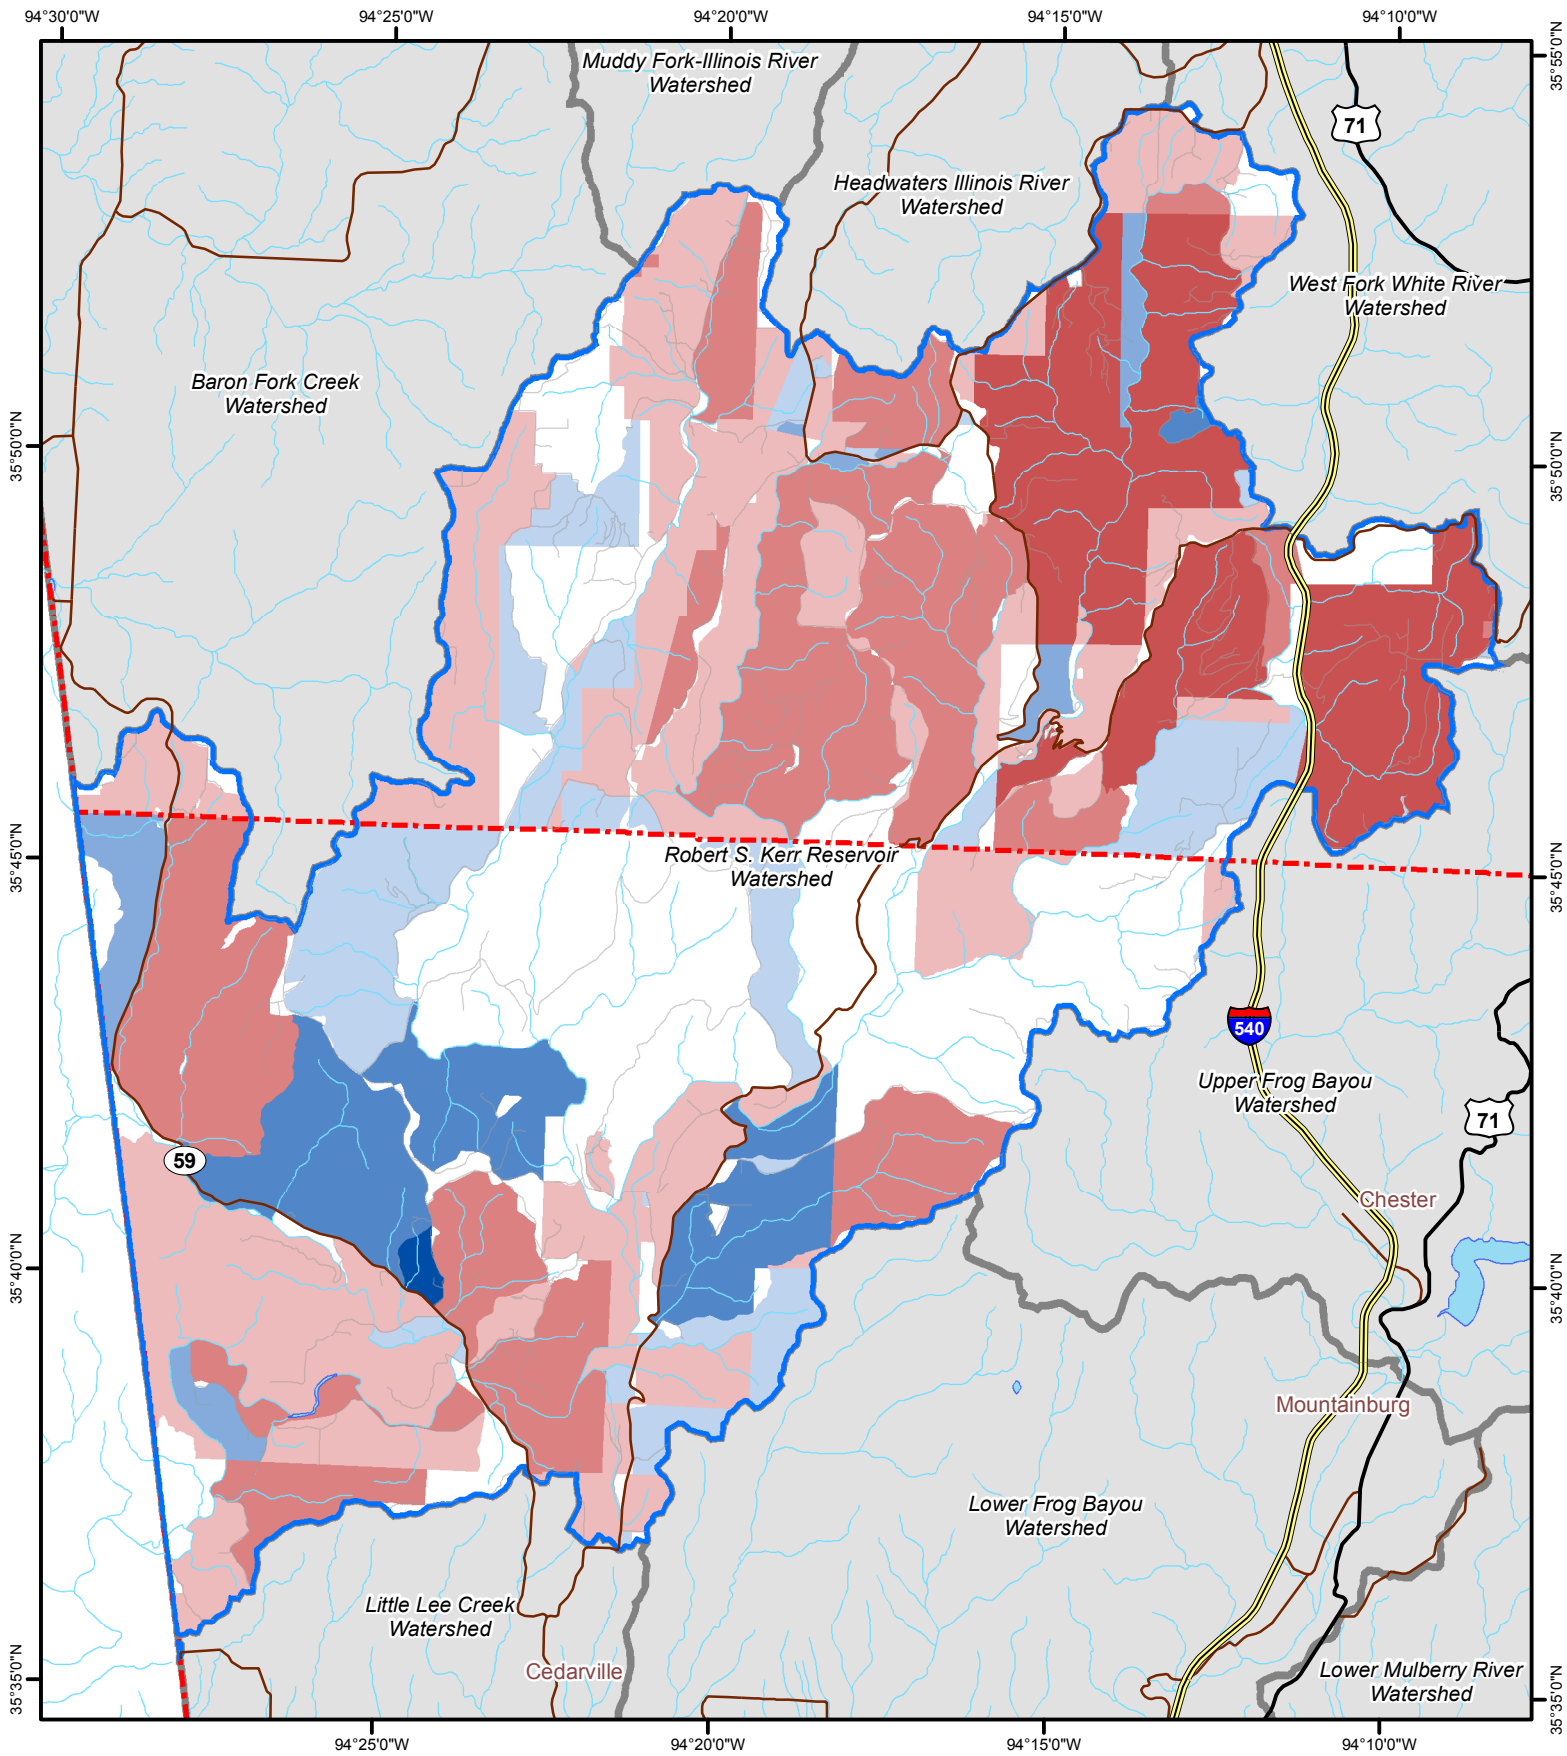 94°30'0"W
94°25'0"W
94°20'0"W
94°15'0"W
94°10'0"W
35°55'0"N
Muddy Fork-Illinois River
Watershed
71
Headwaters Illinois River
Watershed
West Fork White River
Watershed
Baron Fork Creek
Watershed
35°50'0"N
35°50'0"N
35°45'0"N
Robert S. Kerr Reservoir
Watershed
35°45'0"N
540
Upper Frog Bayou
Watershed
71
59
Chester
35°40'0"N
35°40'0"N
Mountainburg
Lower Frog Bayou
Watershed
Little Lee Creek
Watershed
Cedarville
Lower Mulberry River
Watershed
35°35'0"N
35°35'0"N
94°25'0"W
94°20'0"W
94°15'0"W
94°10'0"W